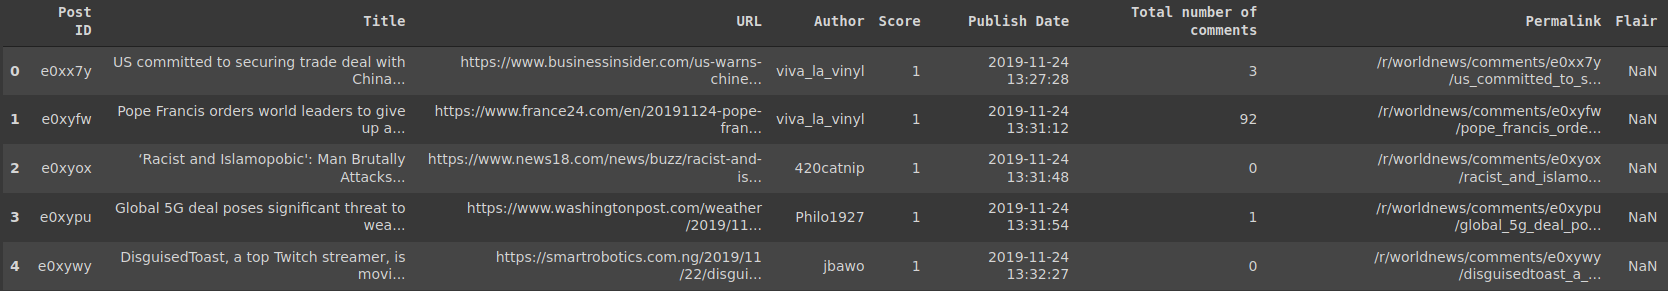 Post ID Title URL Author Score Publish Date Total number of comments Permalink Flair
0 e0xx7y US committed to securing trade deal with China... https://www.businessinsider.com/us-warns-chine... viva_la_vinyl 1 2019-11-24 13:27:28 3 /r/worldnews/comments/e0xx7y/us_committed_to_s... NaN
1 e0xyfw Pope Francis orders world leaders to give up a... https://www.france24.com/en/20191124-pope-fran... viva_la_vinyl 1 2019-11-24 13:31:12 92 /r/worldnews/comments/e0xyfw/pope_francis_orde... NaN
2 e0xyox ‘Racist and Islamopobic': Man Brutally Attacks... https://www.news18.com/news/buzz/racist-and-is... 420catnip 1 2019-11-24 13:31:48 0 /r/worldnews/comments/e0xyox/racist_and_islamo... NaN
3 e0xypu Global 5G deal poses significant threat to wea... https://www.washingtonpost.com/weather/2019/11... Philo1927 1 2019-11-24 13:31:54 1 /r/worldnews/comments/e0xypu/global_5g_deal_po... NaN
4 e0xywy DisguisedToast, a top Twitch streamer, is movi... https://smartrobotics.com.ng/2019/11/22/disgui... jbawo 1 2019-11-24 13:32:27 0 /r/worldnews/comments/e0xywy/disguisedtoast_a_... NaN